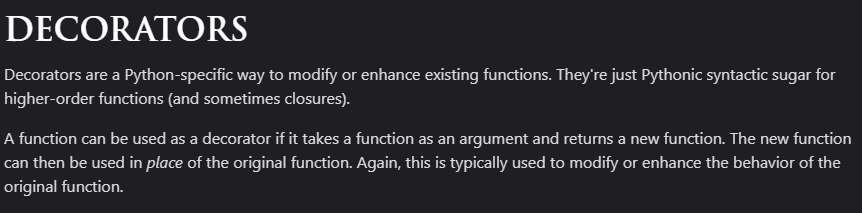 DECORATORS
Decorators are a Python-specific way to modify or enhance existing functions. They're just Pythonic syntactic sugar for
higher-order functions (and sometimes closures).
A function can be used as a decorator if it takes a function as an argument and returns a new function. The new function
can then be used in place of the original function. Again, this is typically used to modify or enhance the behavior of the
original function.